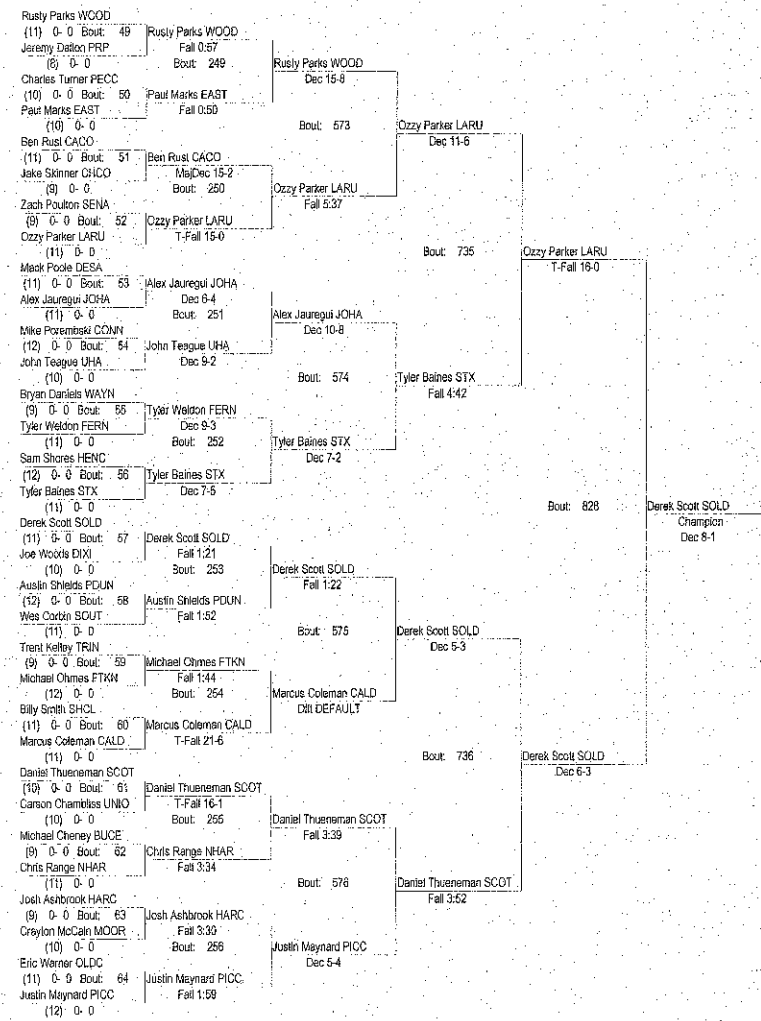 Rusty Parks WOOD
(11) 0- 0 Bout: 49 Rusty Parks WOOD
Jeremy Dalton PRP Fall 0:57
(8) 0- 0 Bout: 249 Rusty Parks WOOD
Charles Turner PECC Dec 15-8
(10) 0- 0 Bout: 50 Paul Marks EAST
Paul Marks EAST Fall 0:50
(10) 0- 0 Bout: 573 Ozzy Parker LARU
Ben Rust CACO Dec 11-6
(11) 0- 0 Bout: 51 Ben Rust CACO
Jake Skinner CHCO MajDec 15-2
(9) 0- 0 Bout: 250 Ozzy Parker LARU
Zach Poulton SENA Fall 5:37
(9) 0- 0 Bout: 52 Ozzy Parker LARU
Ozzy Parker LARU T-Fall 15-0
(11) 0- 0 Bout: 735 Ozzy Parker LARU
Mack Poole DESA T-Fall 16-0
(11) 0- 0 Bout: 53 Alex Jauregui JOHA
Alex Jauregui JOHA Dec 6-4
(11) 0- 0 Bout: 251 Alex Jauregui JOHA
Mike Porembski CONN Dec 10-8
(12) 0- 0 Bout: 54 John Teague UHA
John Teague UHA Dec 9-2
(10) 0- 0 Bout: 574 Tyler Baines STX
Bryan Daniels WAYN Fall 4:42
(9) 0- 0 Bout: 55 Tyler Weldon FERN
Tyler Weldon FERN Dec 9-3
(11) 0- 0 Bout: 252 Tyler Baines STX
Sam Shores HENC Dec 7-2
(12) 0- 0 Bout: 56 Tyler Baines STX
Tyler Baines STX Dec 7-5
(11) 0- 0 Bout: 828 Derek Scott SOLD
Derek Scott SOLD Champion
(11) 0- 0 Bout: 57 Derek Scott SOLD Dec 8-1
Joe Woods DIXI Fall 1:21
(10) 0- 0 Bout: 253 Derek Scott SOLD
Austin Shields PDUN Fall 1:22
(12) 0- 0 Bout: 58 Austin Shields PDUN
Wes Corbin SOUT Fall 1:52
(11) 0- 0 Bout: 575 Derek Scott SOLD
Trent Kelley TRIN Dec 5-3
(9) 0- 0 Bout: 59 Michael Ohmes FTKN
Michael Ohmes FTKN Fall 1:44
(12) 0- 0 Bout: 254 Marcus Coleman CALD
Billy Smith SHCL Dflt DEFAULT
(11) 0- 0 Bout: 60 Marcus Coleman CALD
Marcus Coleman CALD T-Fall 21-6
(11) 0- 0 Bout: 736 Derek Scott SOLD
Daniel Thueneman SCOT Dec 6-3
(10) 0- 0 Bout: 61 Daniel Thueneman SCOT
Carson Chambliss UNIO T-Fall 16-1
(10) 0- 0 Bout: 255 Daniel Thueneman SCOT
Michael Cheney BUCE Fall 3:39
(9) 0- 0 Bout: 62 Chris Range NHAR
Chris Range NHAR Fall 3:34
(11) 0- 0 Bout: 576 Daniel Thueneman SCOT
Josh Ashbrook HARC Fall 3:52
(9) 0- 0 Bout: 63 Josh Ashbrook HARC
Crayton McCain MOOR Fall 3:39
(10) 0- 0 Bout: 256 Justin Maynard PICC
Eric Warner OLDC Dec 5-4
(11) 0- 0 Bout: 64 Justin Maynard PICC
Justin Maynard PICC Fall 1:59
(12) 0- 0